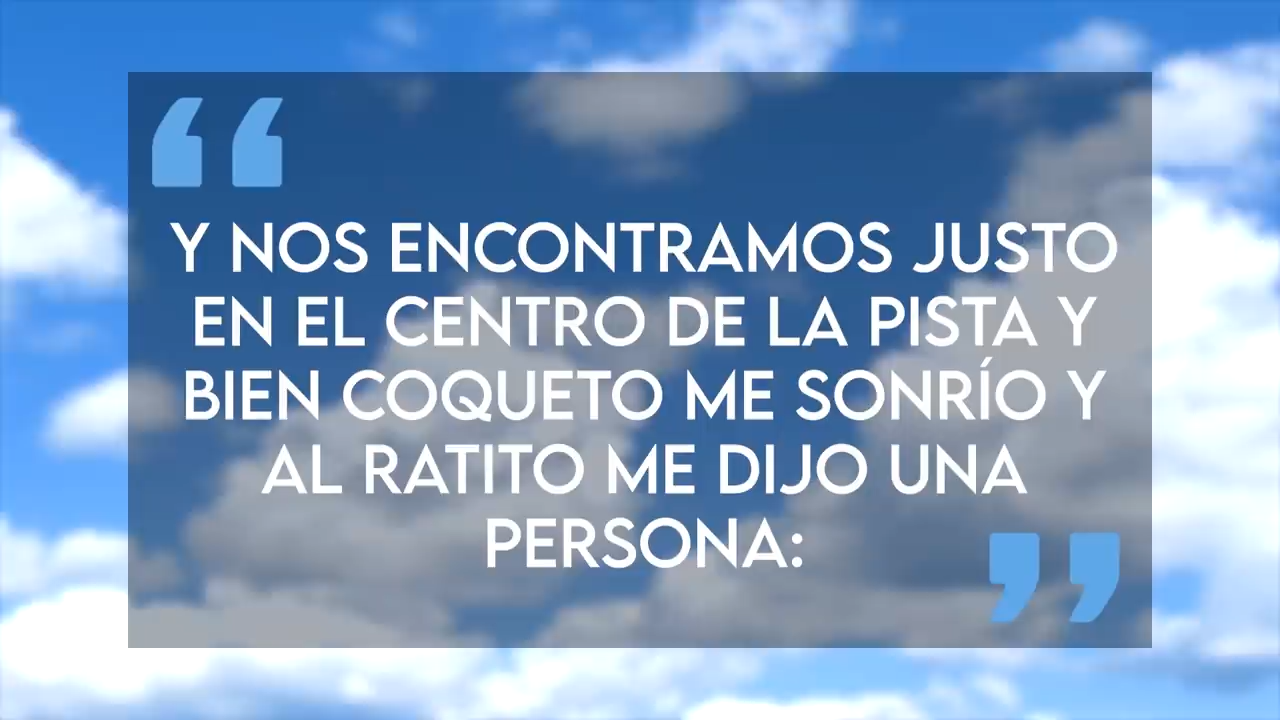 Y NOS ENCONTRAMOS JUSTO
EN EL CENTRO DE LA PISTA Y
BIEN COQUETO ME SONRÍO Y
AL RATITO ME DIJO UNA
PERSONA: